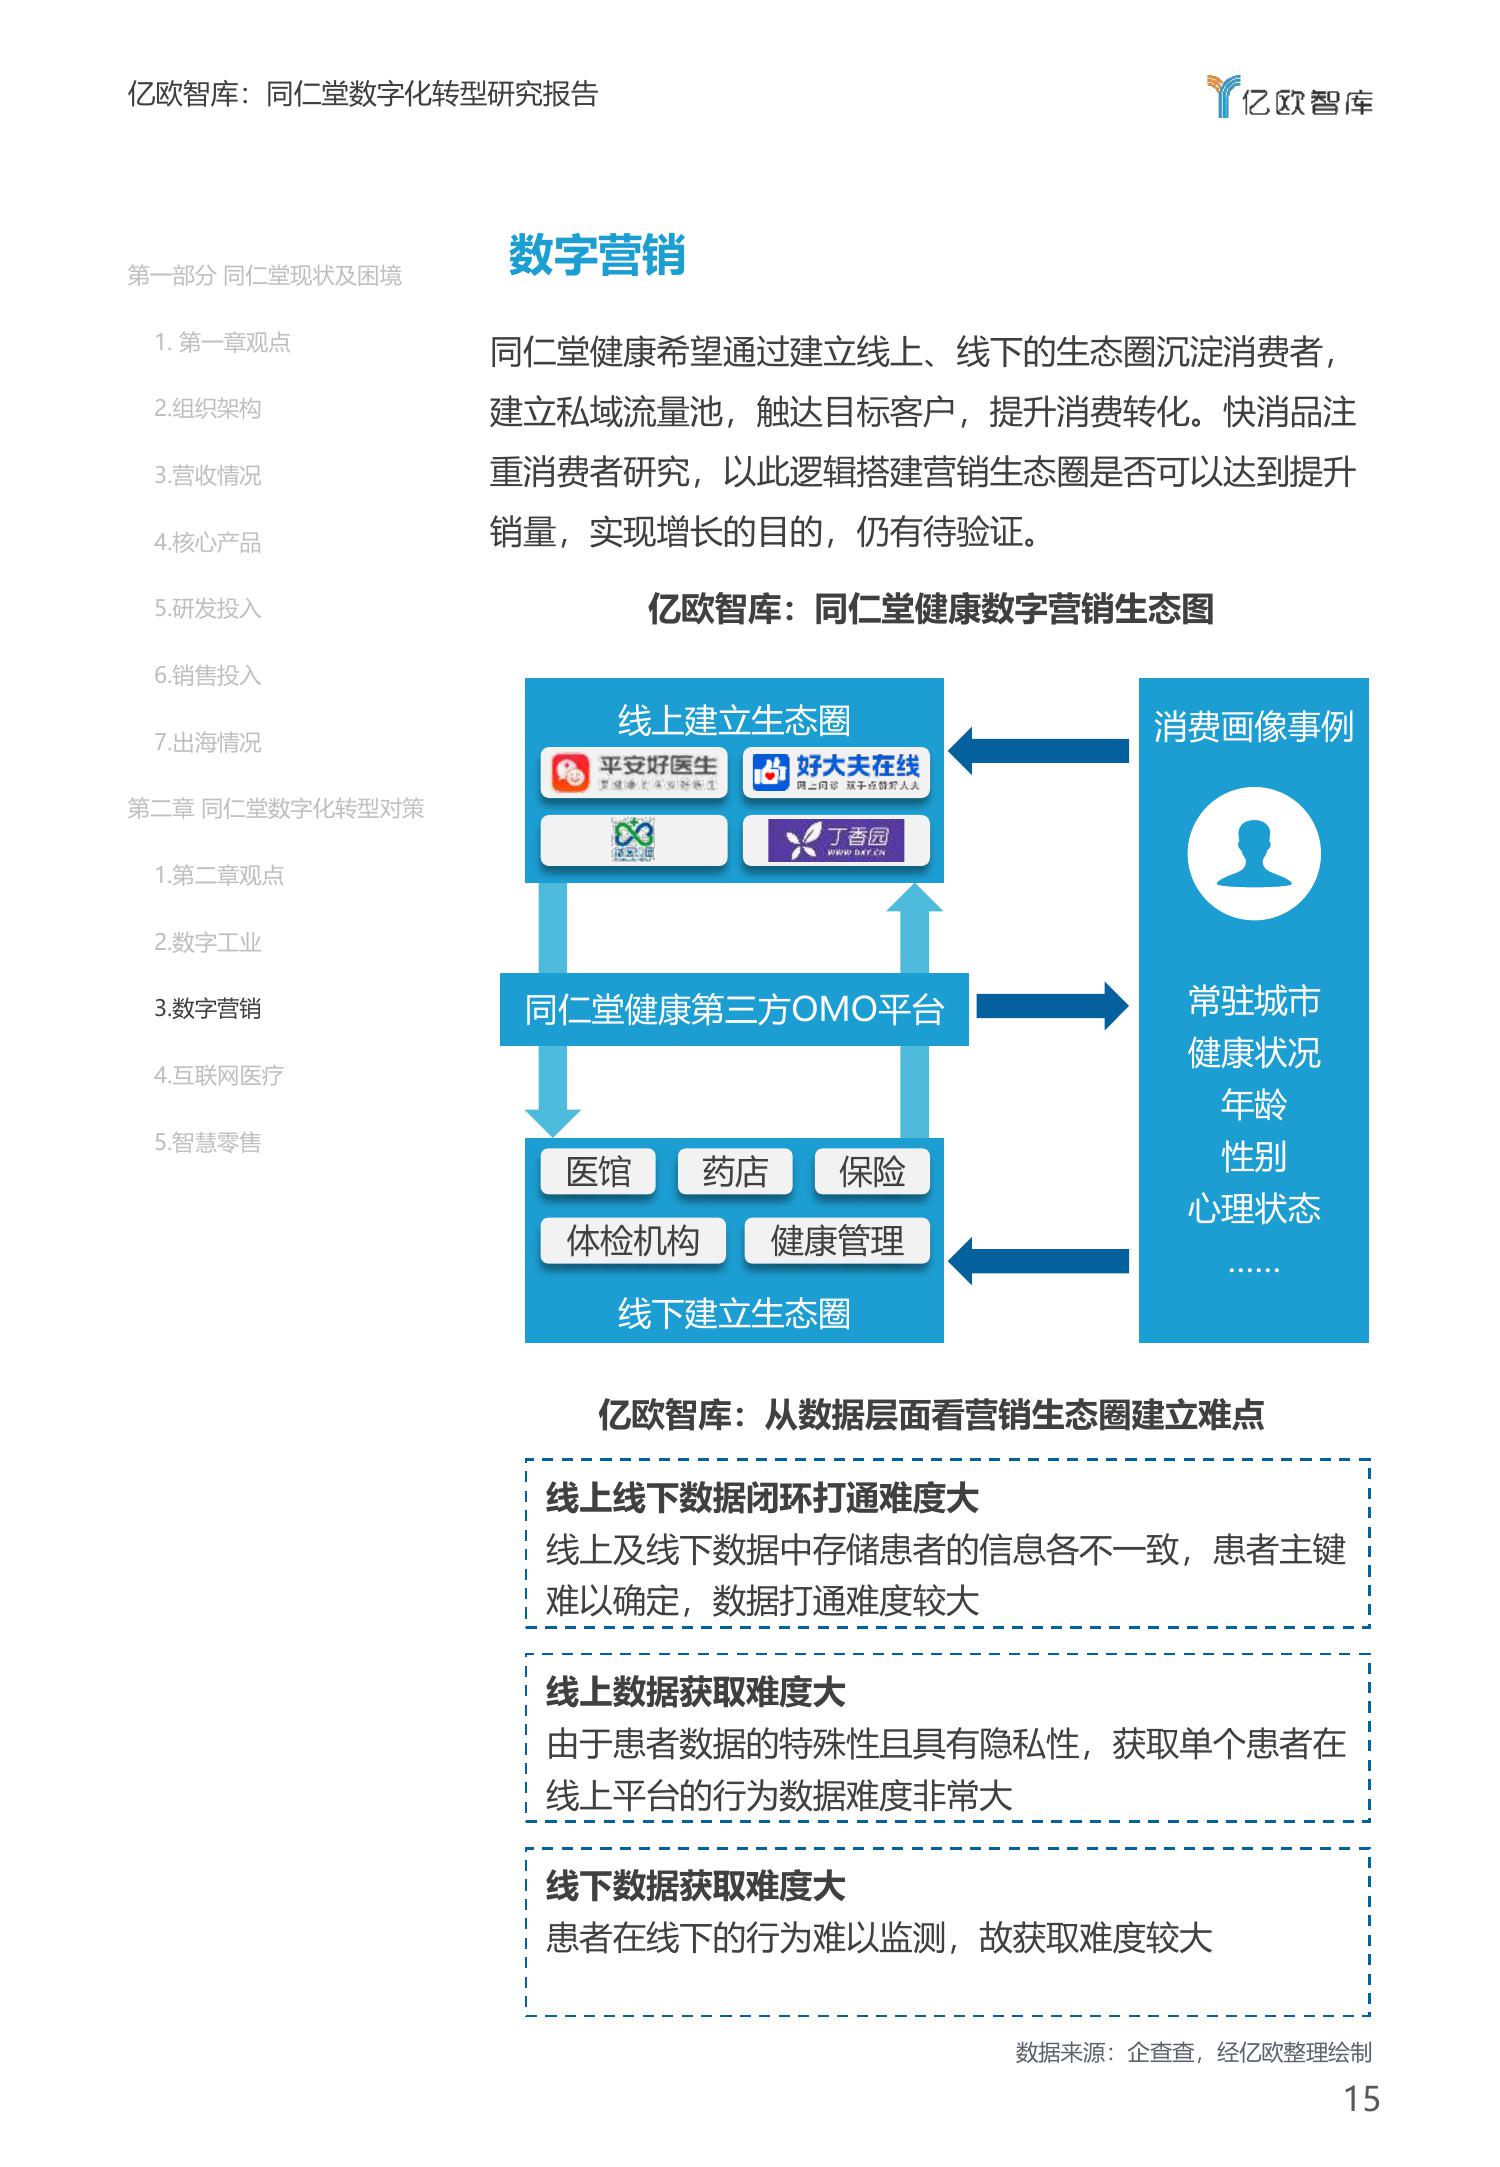 亿欧智库：同仁堂数字化转型研究报告
亿欧智库
第一部分 同仁堂现状及困境
1. 第一章观点
2.组织架构
3.营收情况
4.核心产品
5.研发投入
6.销售投入
7.出海情况
第二章 同仁堂数字化转型对策
1.第二章观点
2.数字工业
3.数字营销
4.互联网医疗
5.智慧零售
数字营销
同仁堂健康希望通过建立线上、线下的生态圈沉淀消费者，
建立私域流量池，触达目标客户，提升消费转化。快消品注
重消费者研究，以此逻辑搭建营销生态圈是否可以达到提升
销量，实现增长的目的，仍有待验证。
亿欧智库：同仁堂健康数字营销生态图
线上建立生态圈
平安好医生
好大夫在线
网上问诊 双手点赞好大夫
丁香园
WWW.DXY.CN
同仁堂健康第三方OMO平台
医馆
药店
保险
体检机构
健康管理
线下建立生态圈
消费画像事例
常驻城市
健康状况
年龄
性别
心理状态
......
亿欧智库：从数据层面看营销生态圈建立难点
线上线下数据闭环打通难度大
线上及线下数据中存储患者的信息各不一致，患者主键
难以确定，数据打通难度较大
线上数据获取难度大
由于患者数据的特殊性且具有隐私性，获取单个患者在
线上平台的行为数据难度非常大
线下数据获取难度大
患者在线下的行为难以监测，故获取难度较大
数据来源：企查查，经亿欧整理绘制
15